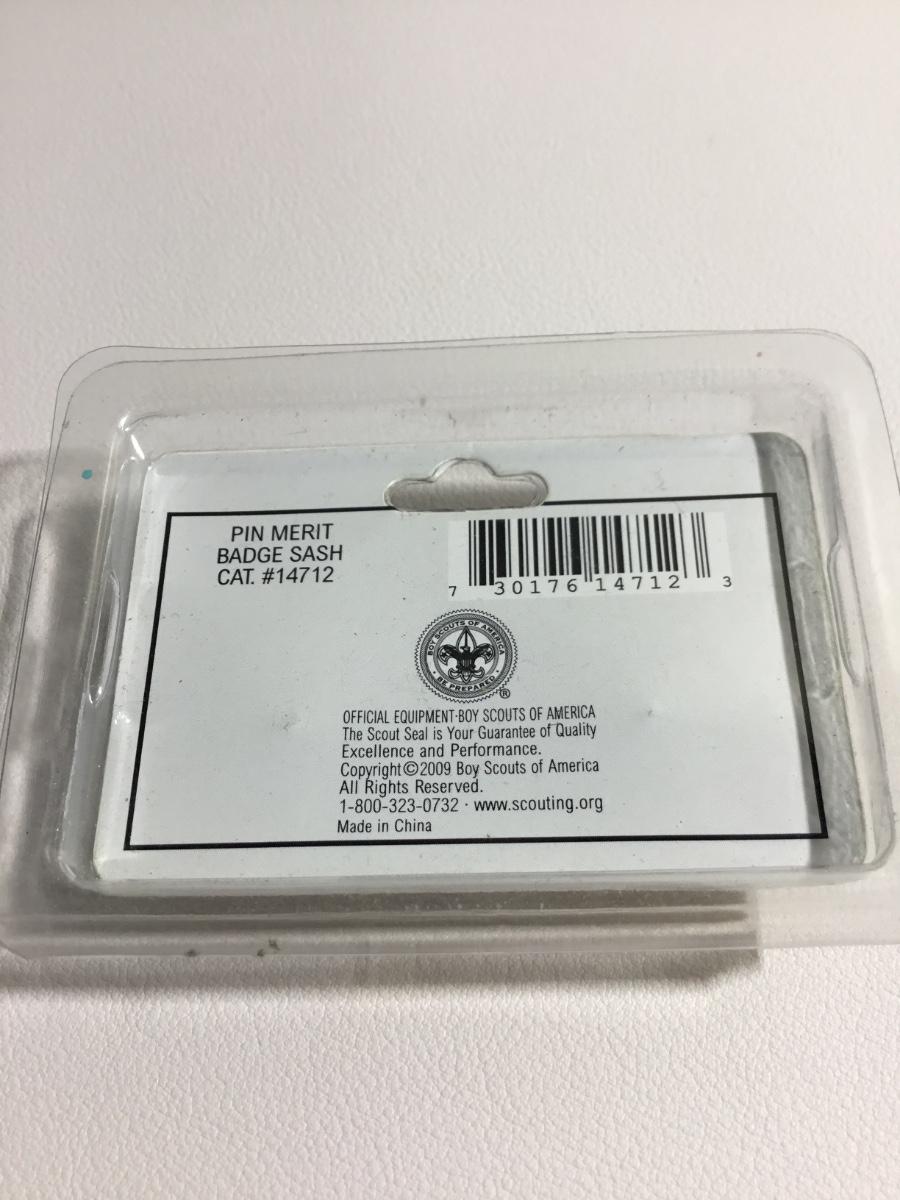 PIN MERIT
BADGE SASH
CAT. #14712
7 30176 14712 3
BOY SCOUTS OF AMERICA
BE PREPARED
®
OFFICIAL EQUIPMENT·BOY SCOUTS OF AMERICA
The Scout Seal is Your Guarantee of Quality
Excellence and Performance.
Copyright©2009 Boy Scouts of America
All Rights Reserved.
1-800-323-0732 · www.scouting.org
Made in China